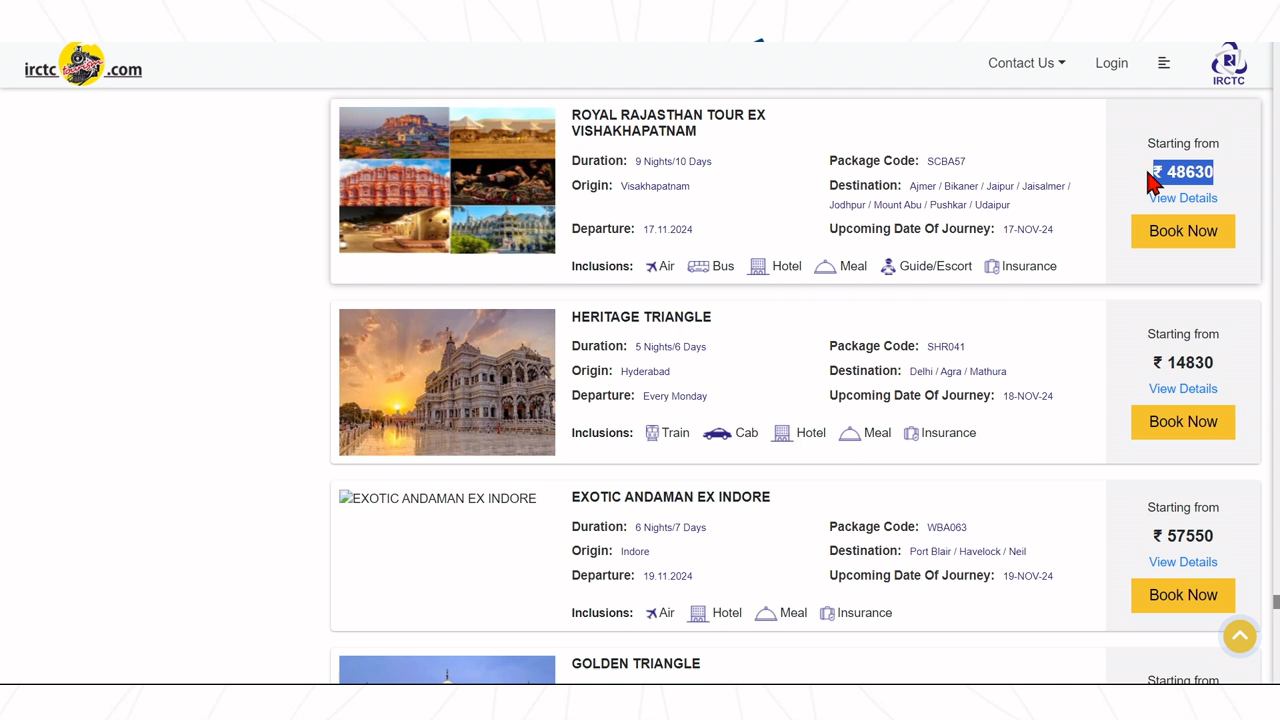 irctc tourism .com
Contact Us
Login
IRCTC
ROYAL RAJASTHAN TOUR EX
VISHAKHAPATNAM
Duration: 9 Nights/10 Days
Package Code: SCBA57
Origin: Visakhapatnam
Destination: Ajmer / Bikaner / Jaipur / Jaisalmer /
Jodhpur / Mount Abu / Pushkar / Udaipur
Departure: 17.11.2024
Upcoming Date Of Journey: 17-NOV-24
Inclusions: Air Bus Hotel Meal Guide/Escort Insurance
Starting from
₹ 48630
View Details
Book Now
HERITAGE TRIANGLE
Duration: 5 Nights/6 Days
Package Code: SHR041
Origin: Hyderabad
Destination: Delhi / Agra / Mathura
Departure: Every Monday
Upcoming Date Of Journey: 18-NOV-24
Inclusions: Train Cab Hotel Meal Insurance
Starting from
₹ 14830
View Details
Book Now
EXOTIC ANDAMAN EX INDORE
EXOTIC ANDAMAN EX INDORE
Duration: 6 Nights/7 Days
Package Code: WBA063
Origin: Indore
Destination: Port Blair / Havelock / Neil
Departure: 19.11.2024
Upcoming Date Of Journey: 19-NOV-24
Inclusions: Air Hotel Meal Insurance
Starting from
₹ 57550
View Details
Book Now
GOLDEN TRIANGLE
Starting from